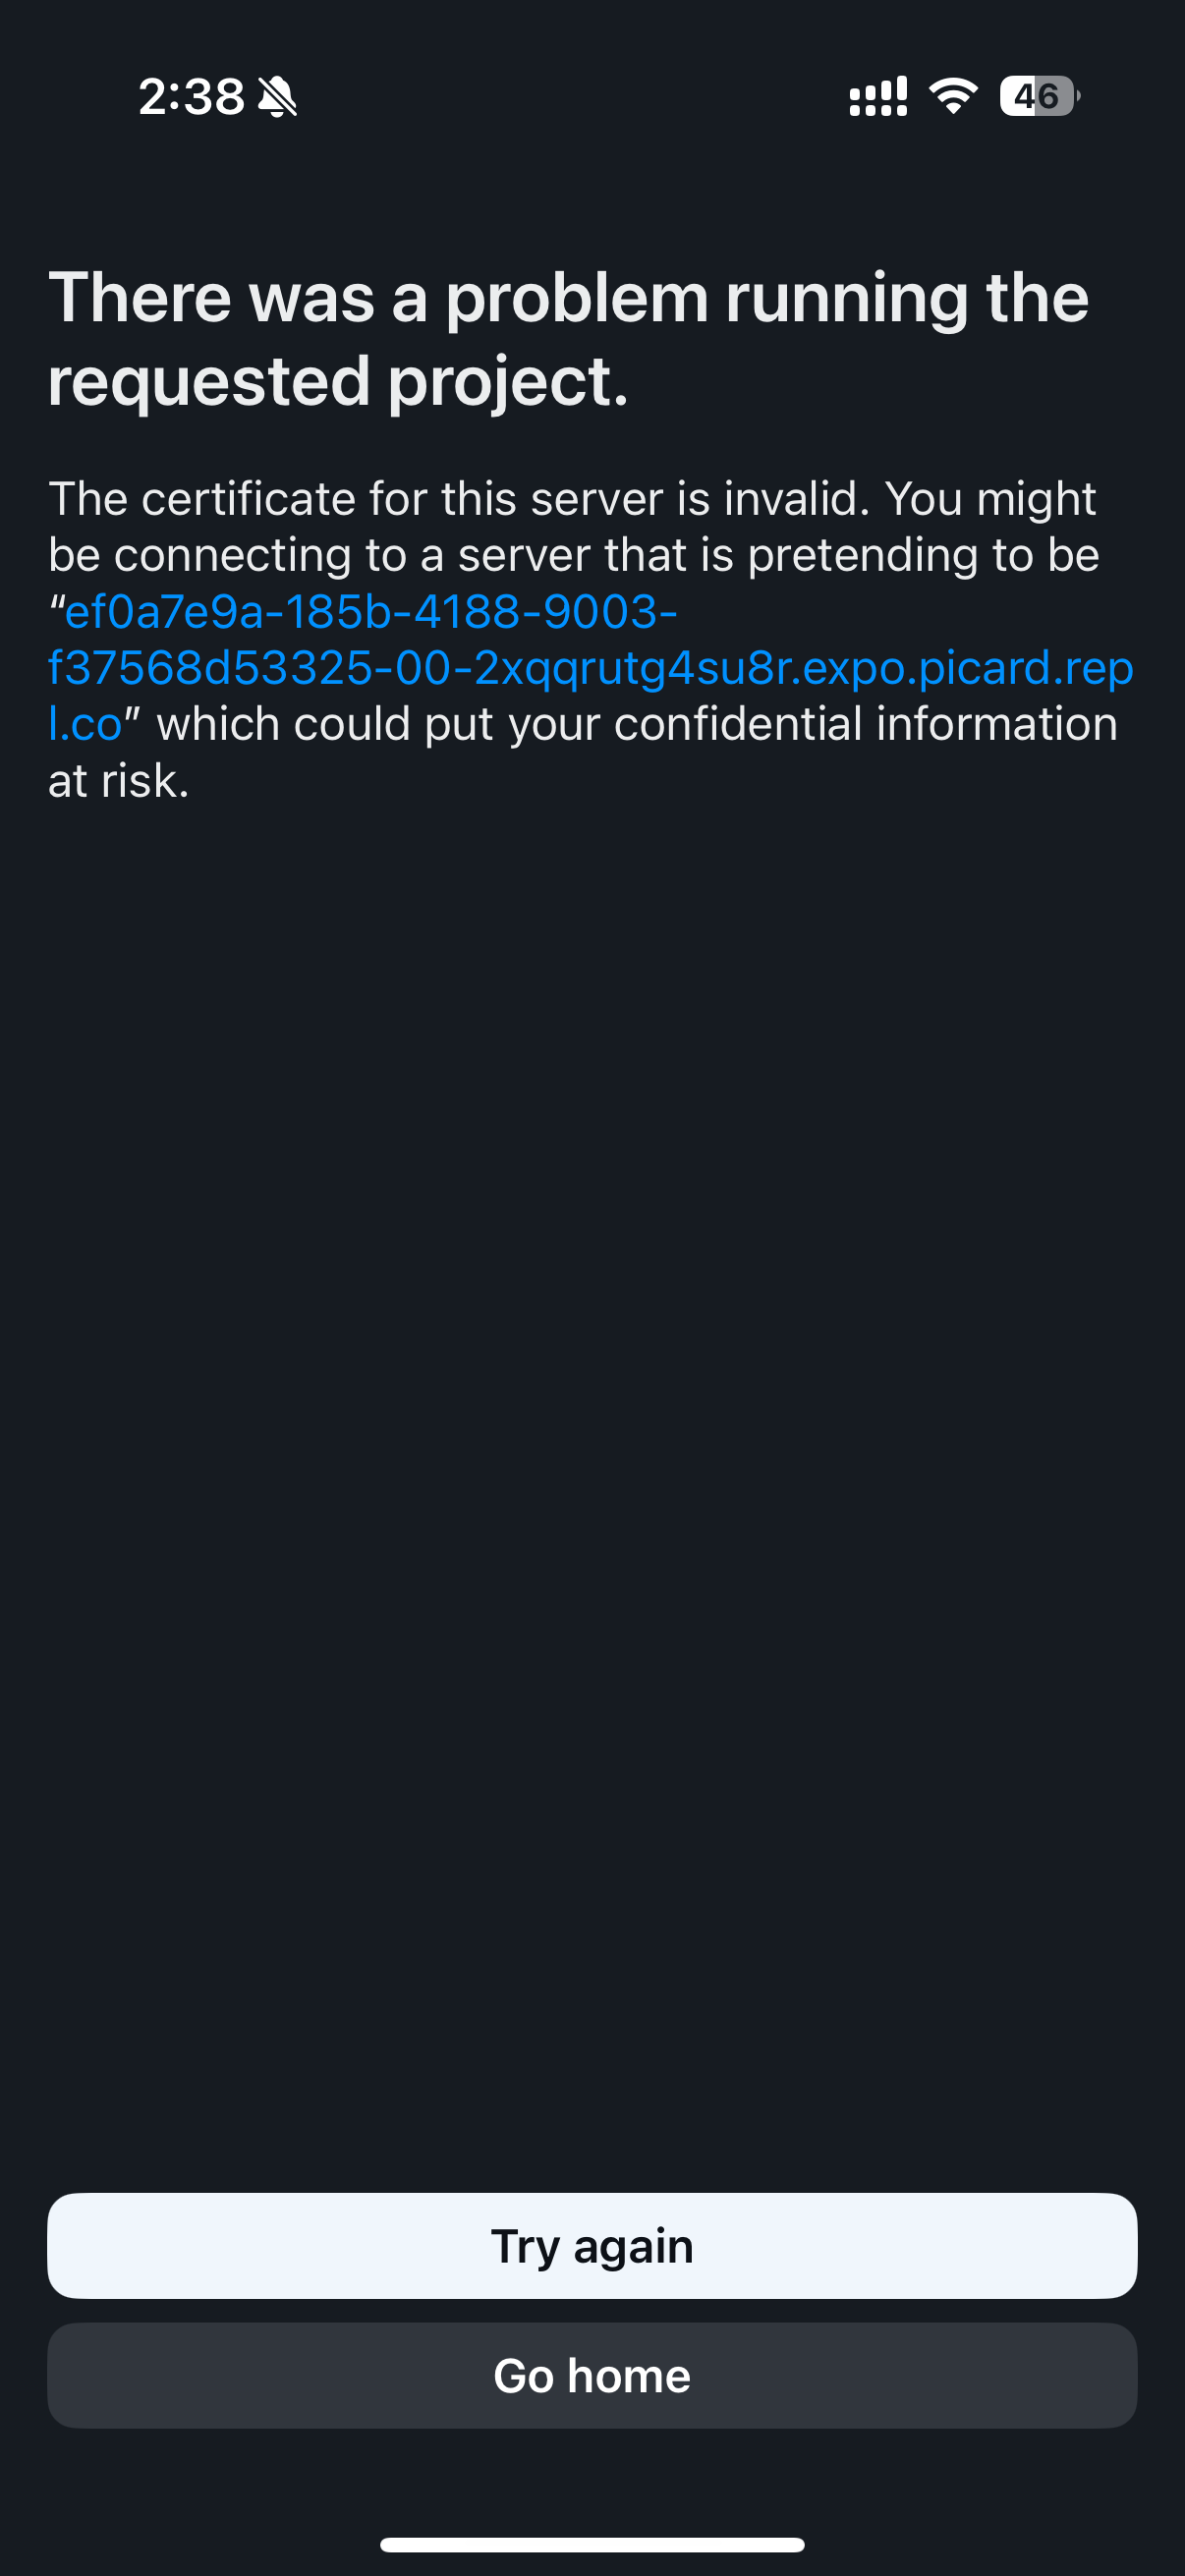 2:38
46
There was a problem running the
requested project.
The certificate for this server is invalid. You might
be connecting to a server that is pretending to be
“ef0a7e9a-185b-4188-9003-
f37568d53325-00-2xqqrutg4su8r.expo.picard.rep
l.co” which could put your confidential information
at risk.
Try again
Go home